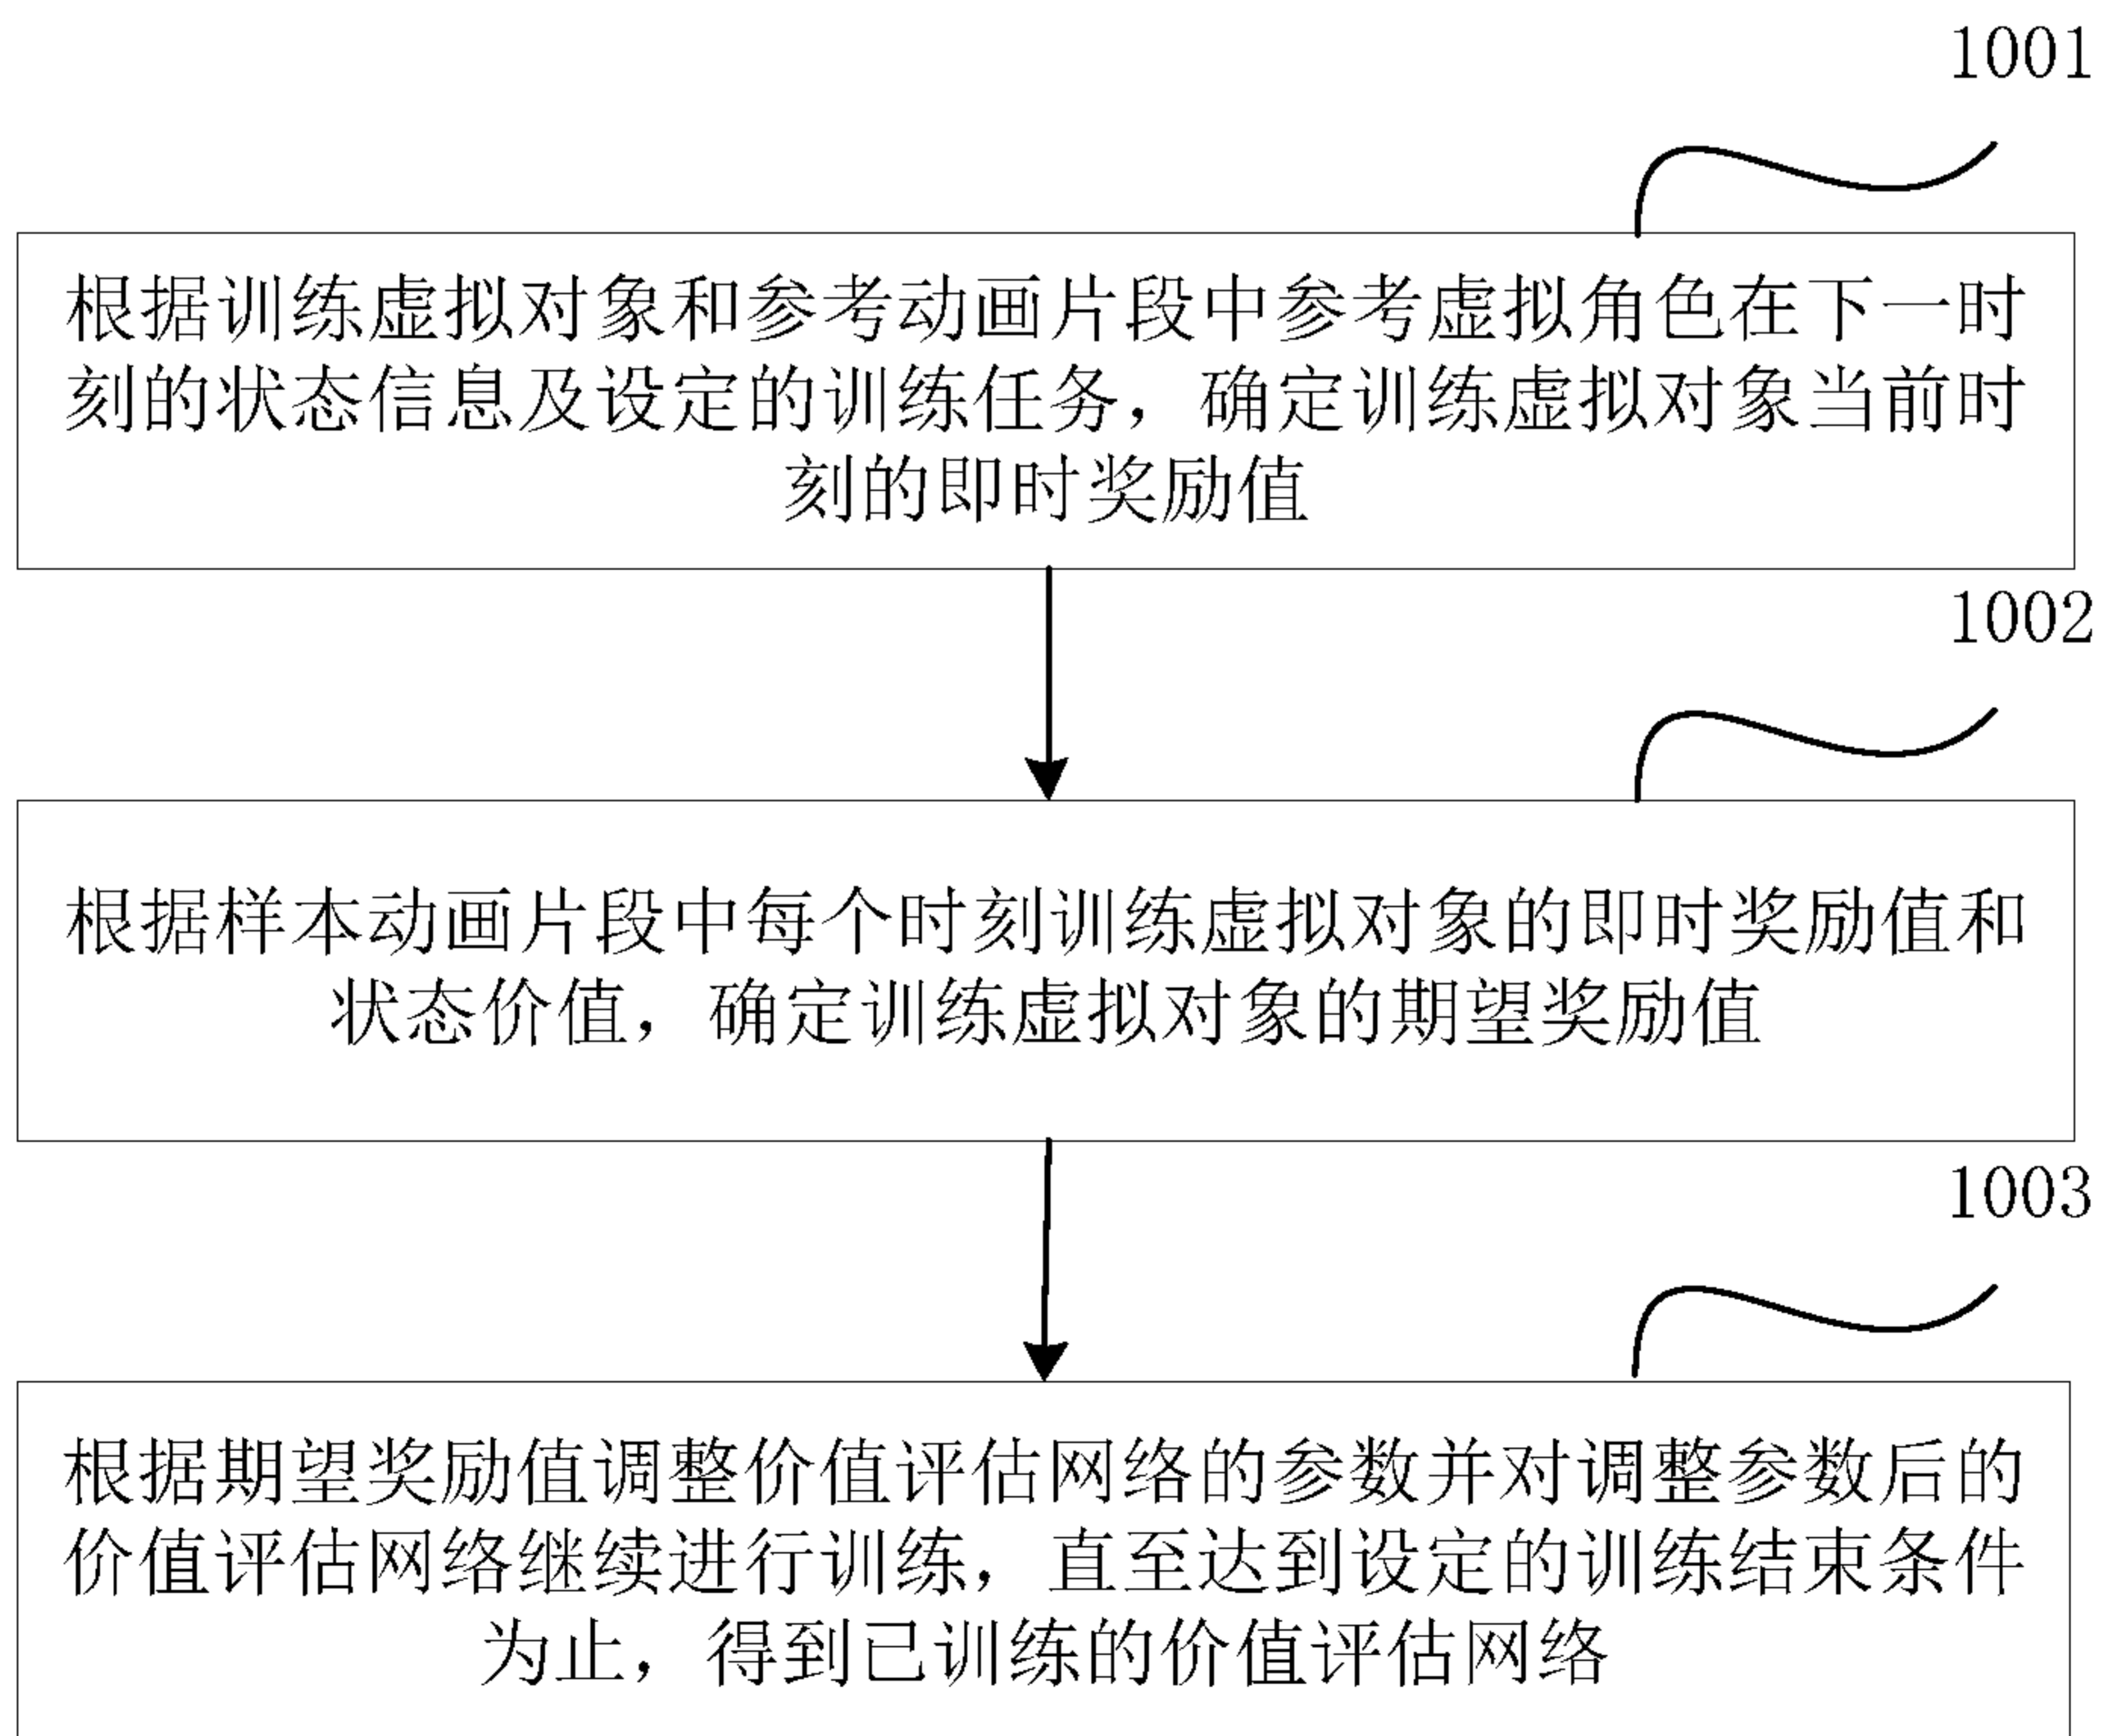 1001
根据训练虚拟对象和参考动画片段中参考虚拟角色在下一时
刻的状态信息及设定的训练任务，确定训练虚拟对象当前时
刻的即时奖励值
1002
根据样本动画片段中每个时刻训练虚拟对象的即时奖励值和
状态价值，确定训练虚拟对象的期望奖励值
1003
根据期望奖励值调整价值评估网络的参数并对调整参数后的
价值评估网络继续进行训练，直至达到设定的训练结束条件
为止，得到已训练的价值评估网络